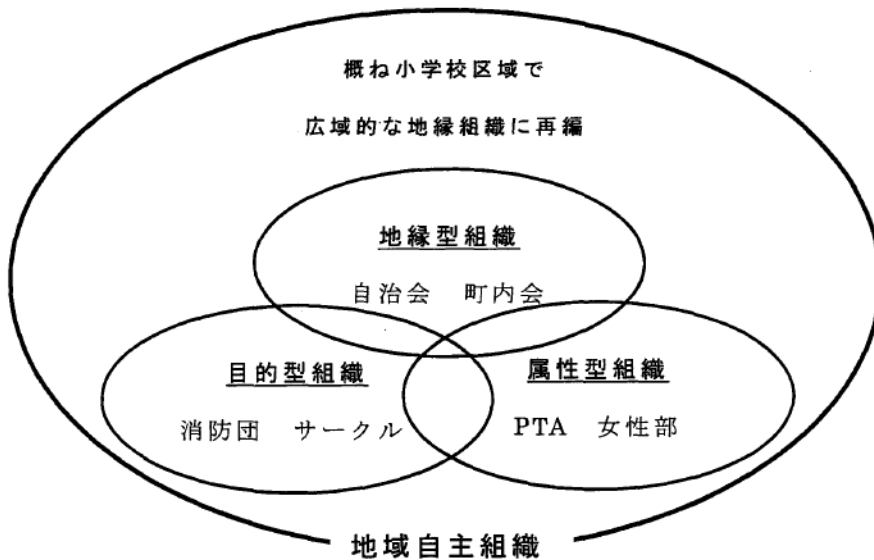 概ね小学校区域で
広域的な地縁組織に再編
地縁型組織
自治会 町内会
目的型組織
消防団 サークル
属性型組織
PTA 女性部
地域自主組織